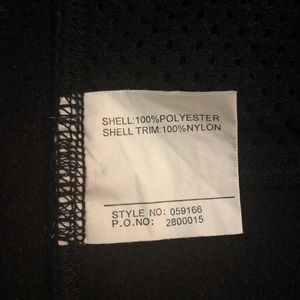 SHELL:100%POLYESTER
SHELL TRIM:100%NYLON
STYLE NO: 059166
P.O.NO: 2800015